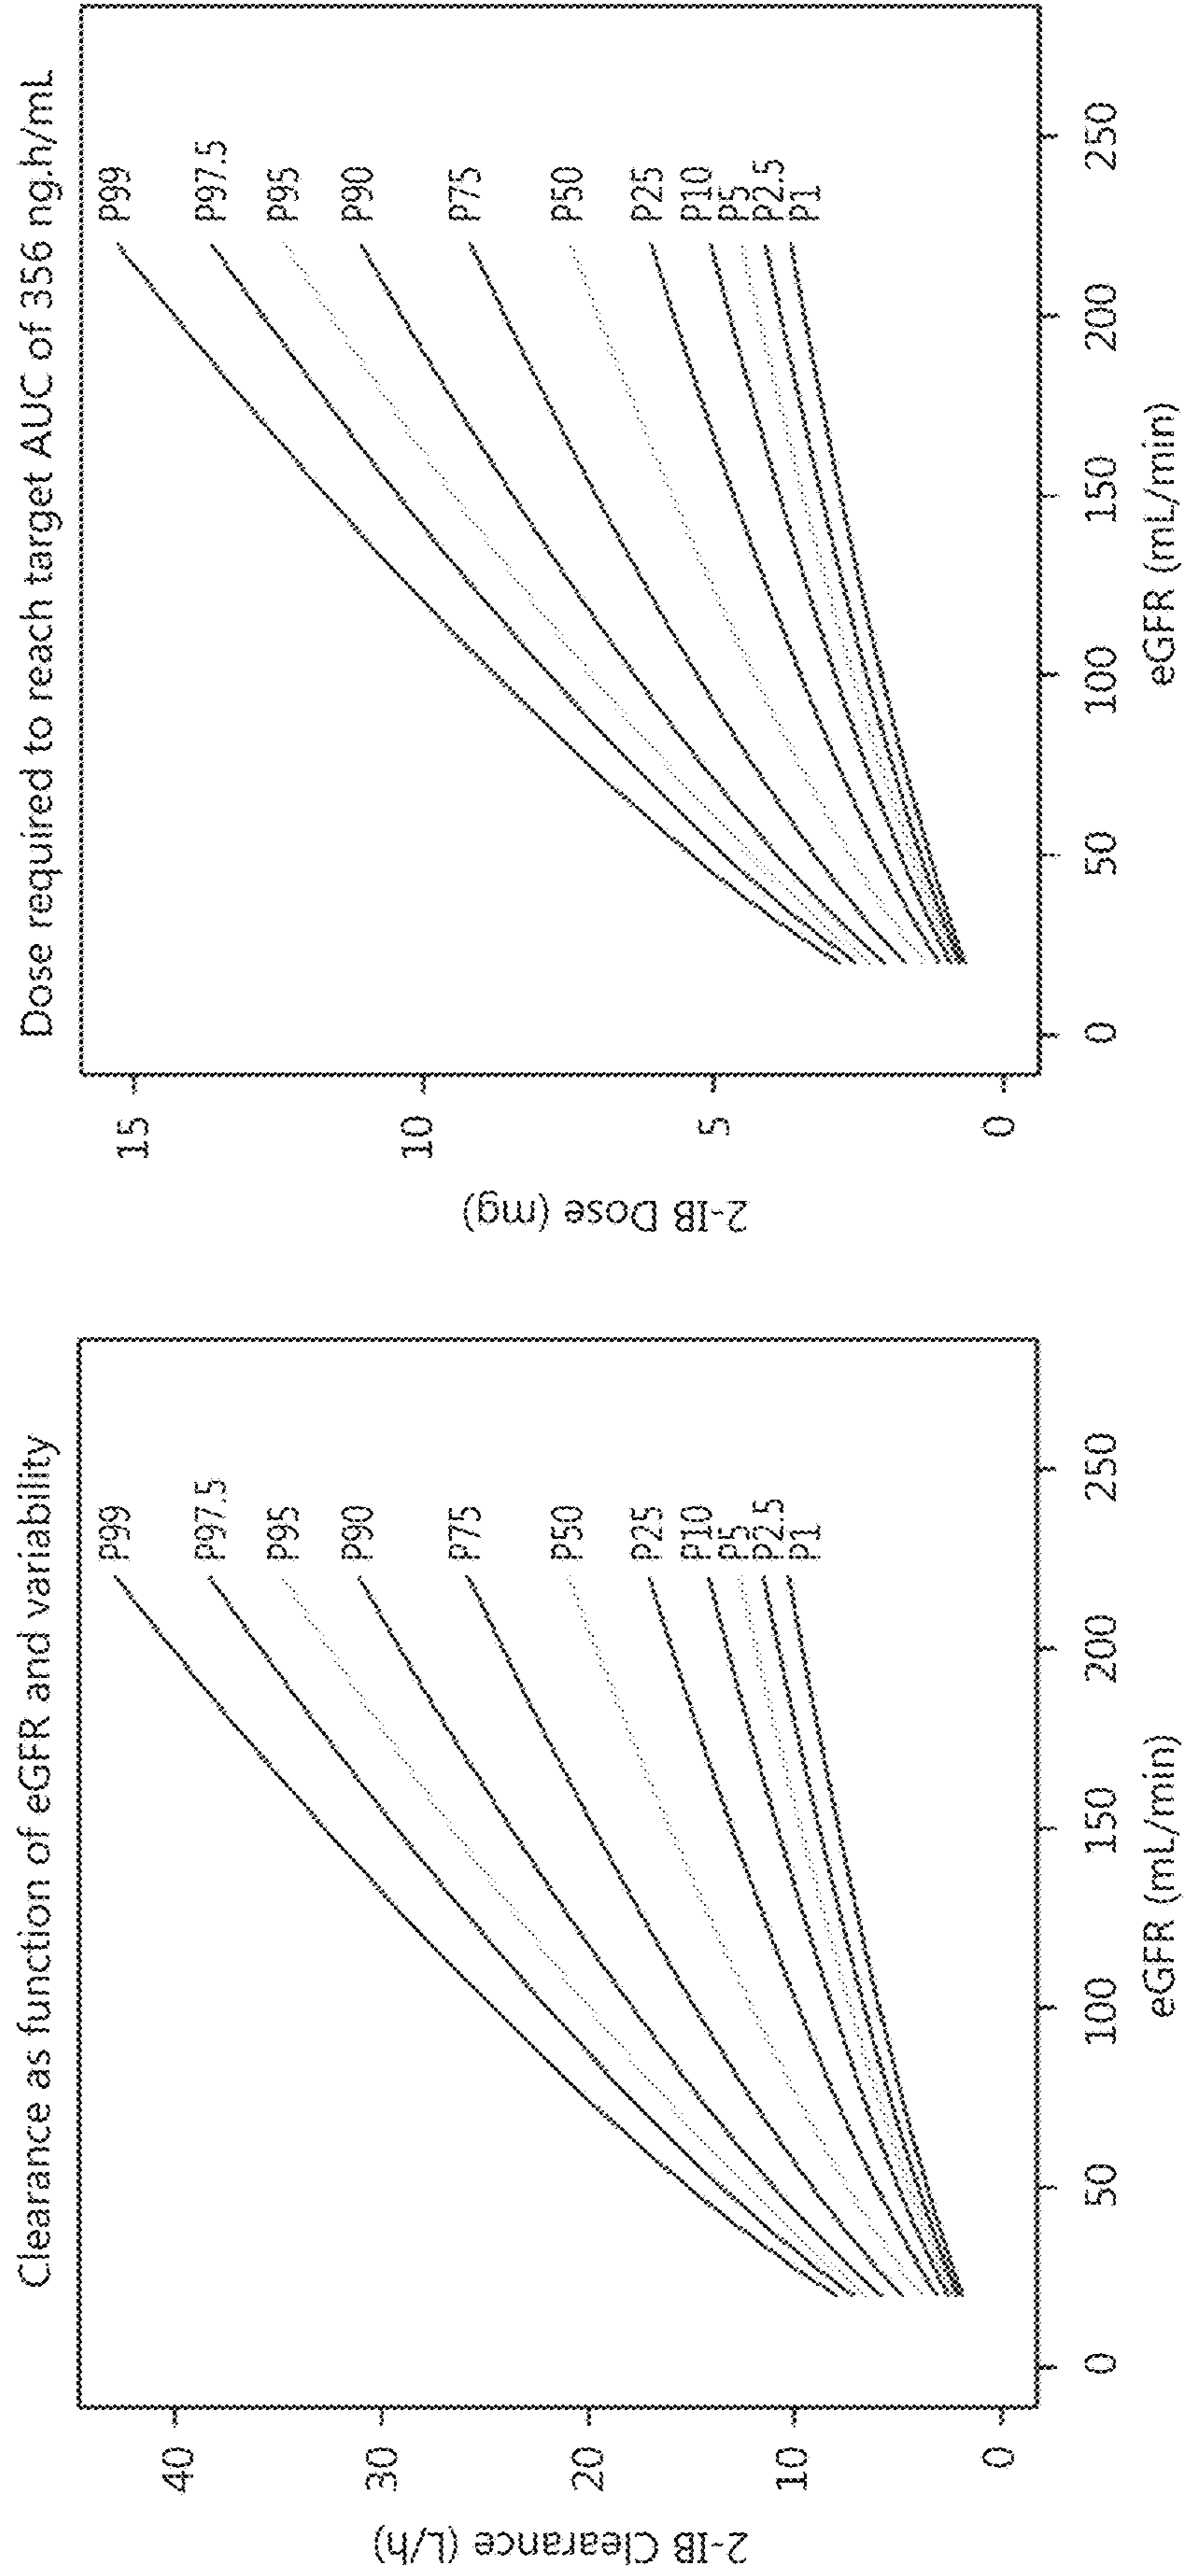 Clearance as function of eGFR and variability
2-IB Clearance (L/h)
40
30
20
10
0
P99
P97.5
P95
P90
P75
P50
P25
P10
P5
P2.5
P1
0
50
100
150
200
250
eGFR (mL/min)
Dose required to reach target AUC of 356 ng.h/mL
2-IB Dose (mg)
15
10
5
0
P99
P97.5
P95
P90
P75
P50
P25
P10
P5
P2.5
P1
0
50
100
150
200
250
eGFR (mL/min)